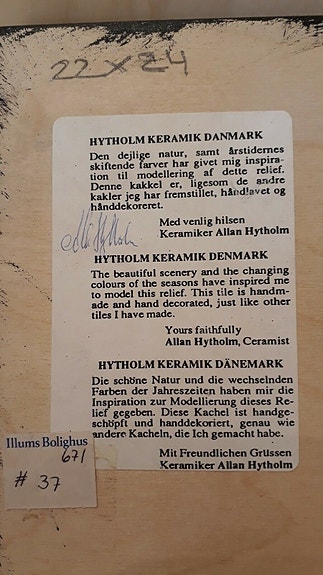 22 x 24
HYTHOLM KERAMIK DANMARK
Den dejlige natur, samt årstidernes
skiftende farver har givet mig inspira-
tion til modellering af dette relief.
Denne kakkel er, ligesom de andre
kakler jeg har fremstillet, håndlavet og
hånddekoreret.
Med venlig hilsen
Keramiker Allan Hytholm
HYTHOLM KERAMIK DENMARK
The beautiful scenery and the changing
colours of the seasons have inspired me
to model this relief. This tile is handm-
ade and hand decorated, just like other
tiles I have made.
Yours faithfully
Allan Hytholm, Ceramist
HYTHOLM KERAMIK DÄNEMARK
Die schöne Natur und die wechselnden
Farben der Jahreszeiten haben mir die
Inspiration zur Modellierung dieses Re-
lief gegeben. Diese Kachel ist handge-
schöpft und handdekoriert, genau wie
andere Kacheln, die Ich gemacht habe.
Mit Freundlichen Grüssen
Keramiker Allan Hytholm
Illums Bolighus
671
# 37